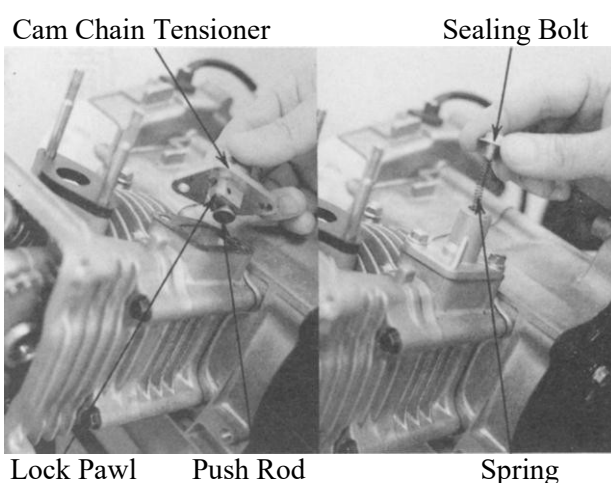 Cam Chain Tensioner
Sealing Bolt
Lock Pawl
Push Rod
Spring